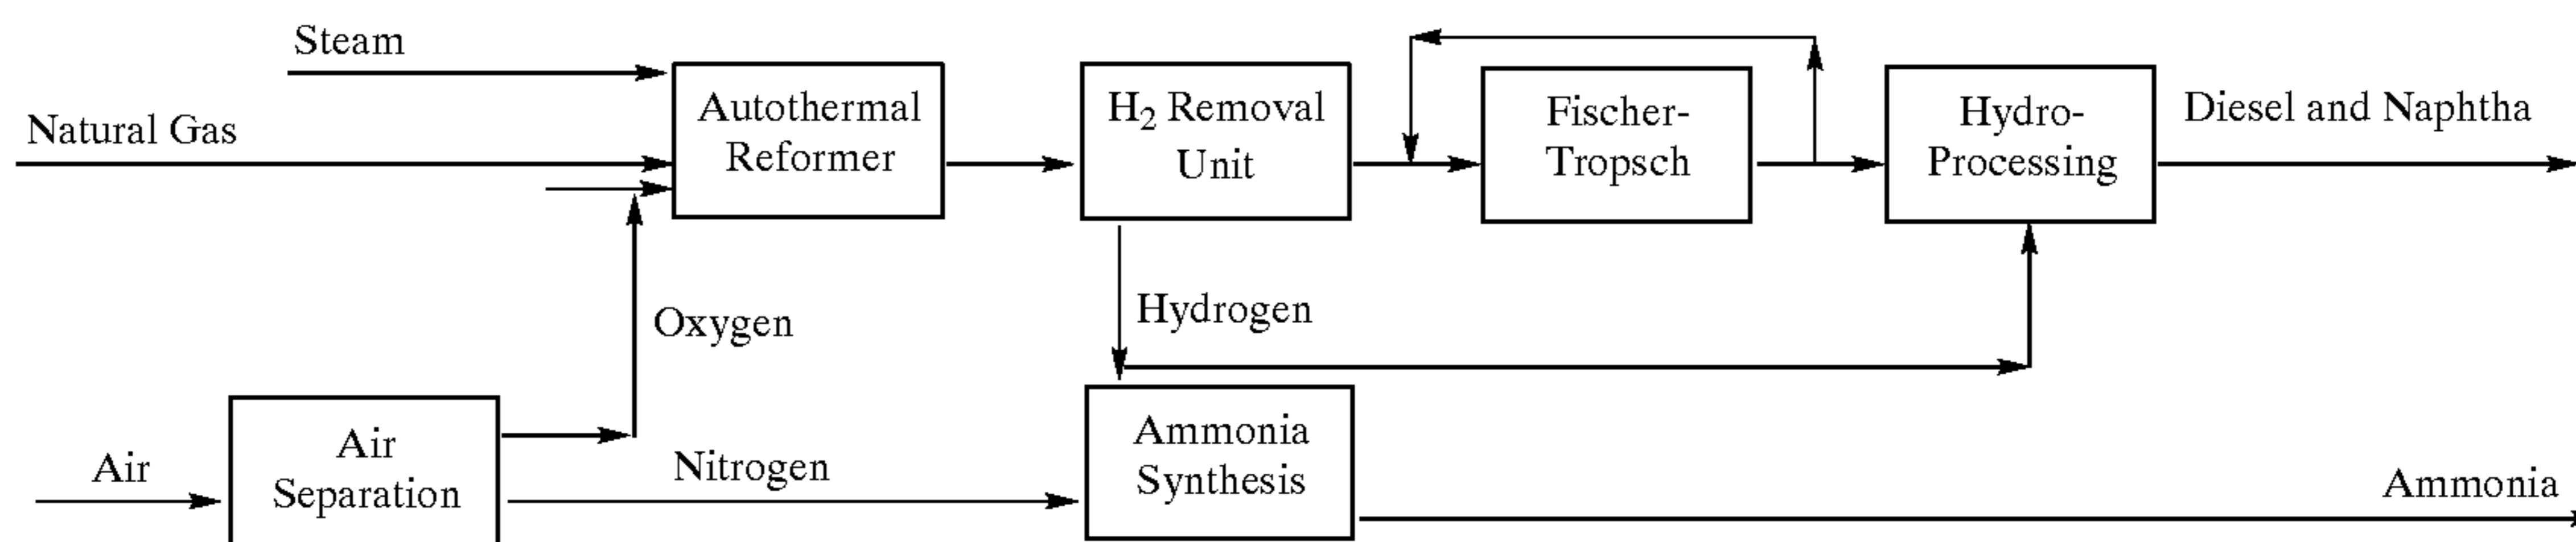 Steam
Natural Gas
Autothermal
Reformer
H₂ Removal
Unit
Fischer-
Tropsch
Hydro-
Processing
Diesel and Naphtha
Oxygen
Hydrogen
Air
Air
Separation
Nitrogen
Ammonia
Synthesis
Ammonia